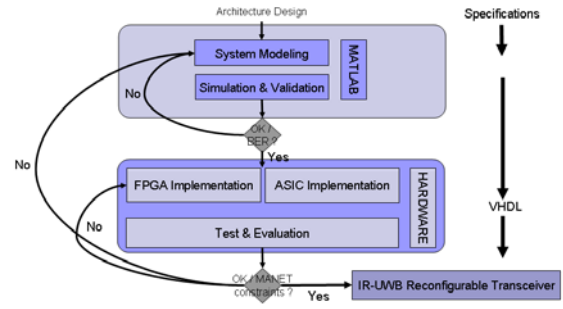 Architecture Design
Specifications
System Modeling
MATLAB
Simulation & Validation
No
OK /
BER ?
Yes
No
FPGA Implementation
ASIC Implementation
HARDWARE
VHDL
No
Test & Evaluation
OK / MANET
constraints ?
Yes
IR-UWB Reconfigurable Transceiver